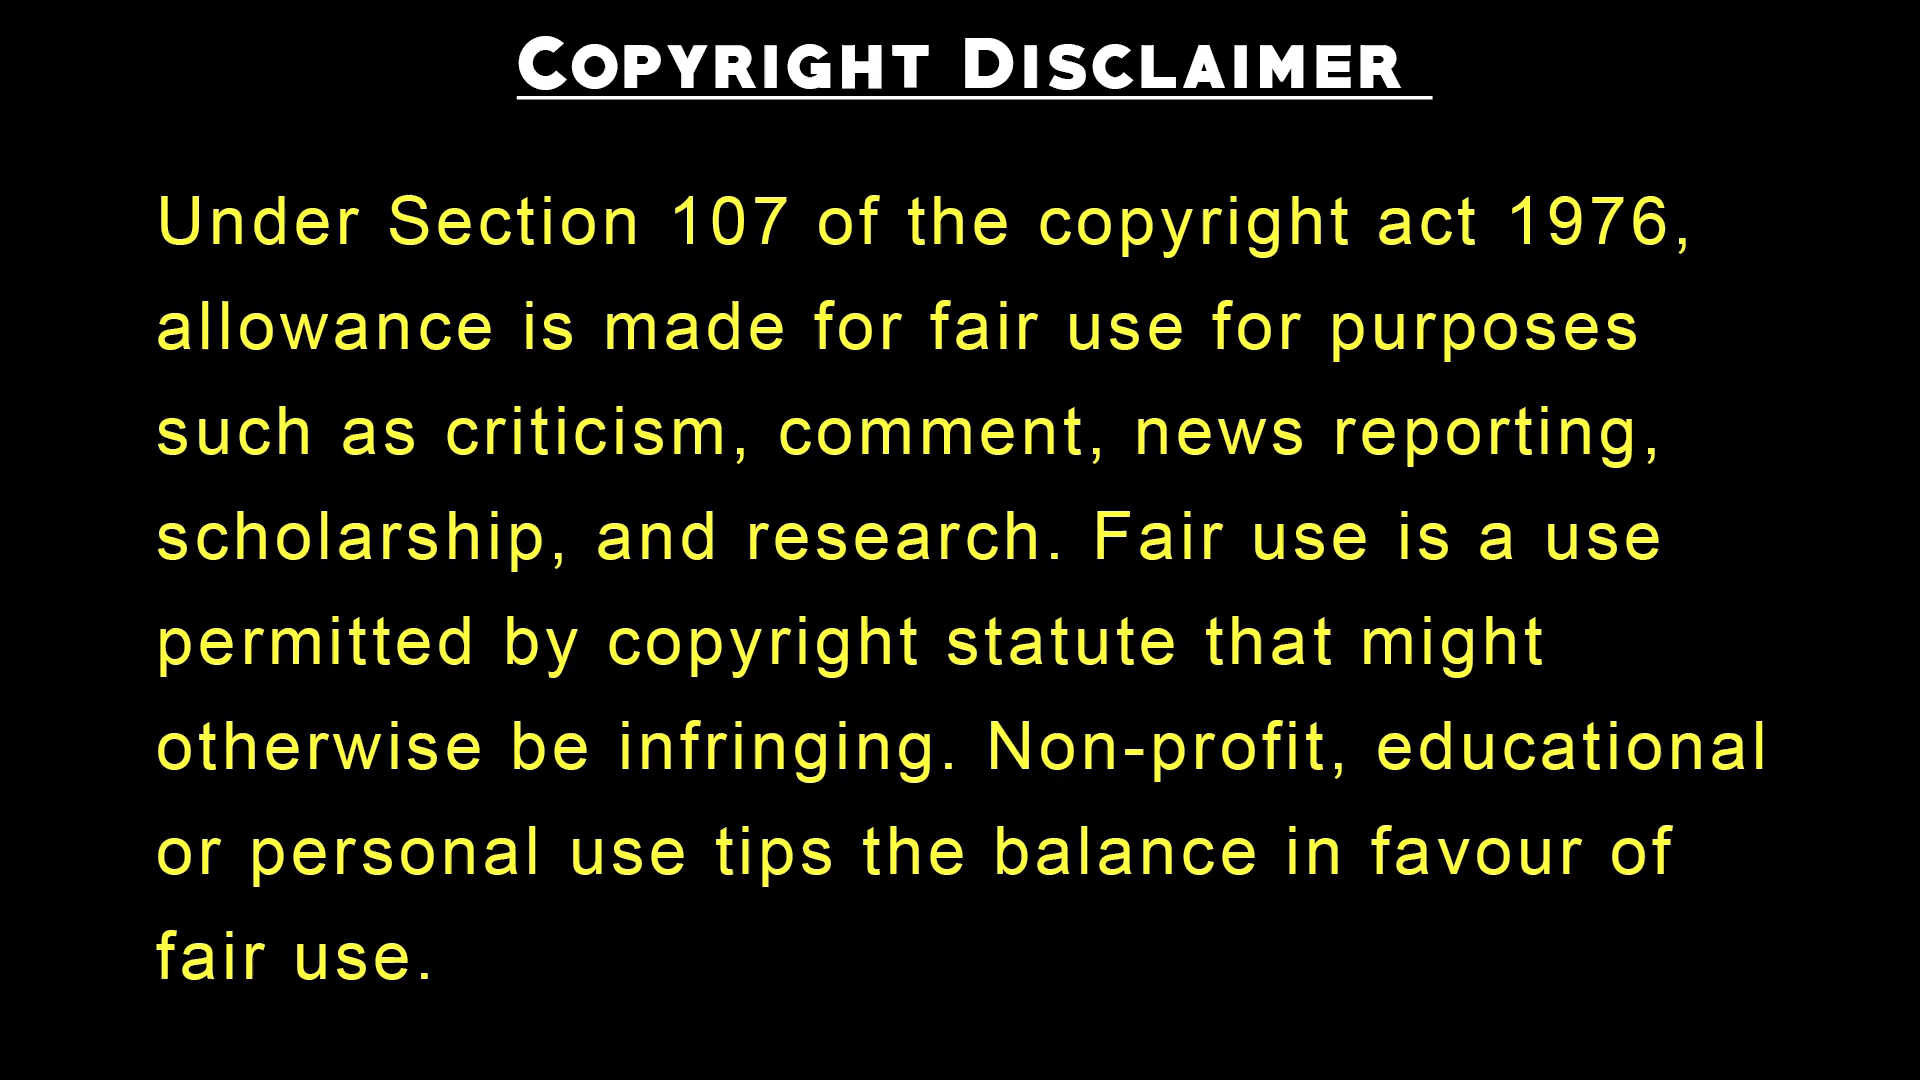 Copyright Disclaimer
Under Section 107 of the copyright act 1976,
allowance is made for fair use for purposes
such as criticism, comment, news reporting,
scholarship, and research. Fair use is a use
permitted by copyright statute that might
otherwise be infringing. Non-profit, educational
or personal use tips the balance in favour of
fair use.